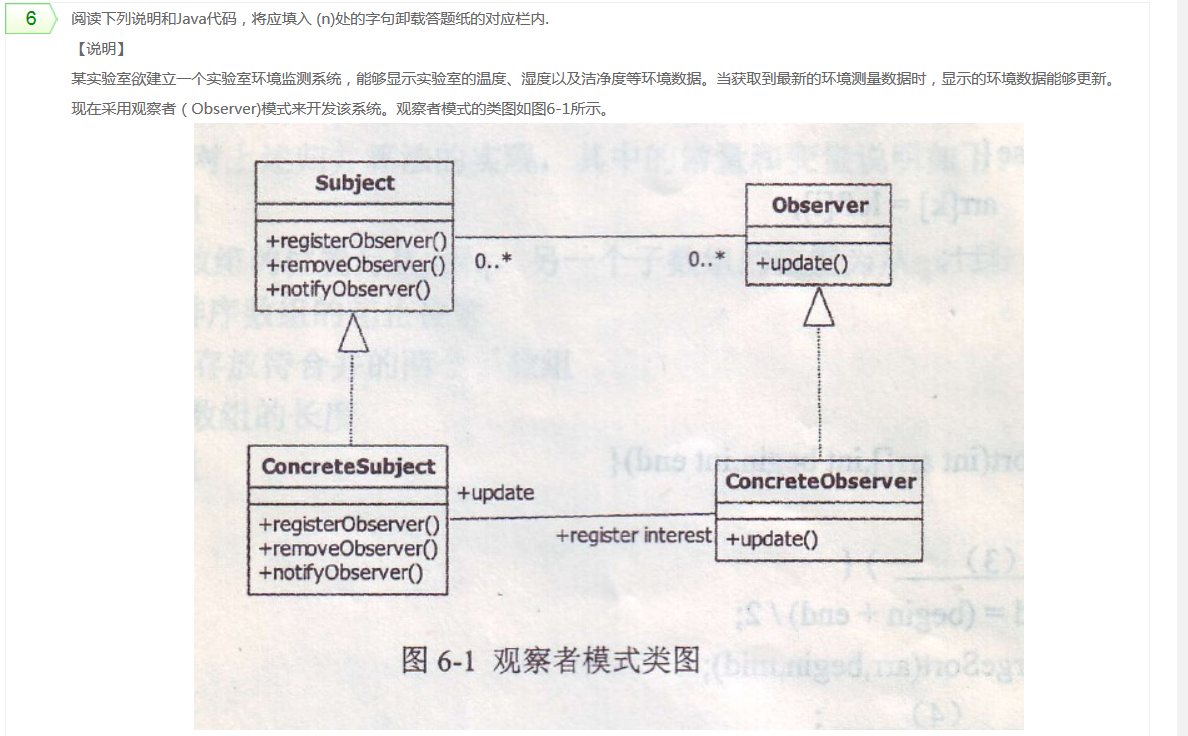 6
阅读下列说明和Java代码，将应填入 (n)处的字句卸载答题纸的对应栏内.
【说明】
某实验室欲建立一个实验室环境监测系统，能够显示实验室的温度、湿度以及洁净度等环境数据。当获取到最新的环境测量数据时，显示的环境数据能够更新。
现在采用观察者（Observer)模式来开发该系统。观察者模式的类图如图6-1所示。
Subject
+registerObserver()
+removeObserver()
+notifyObserver()
0..*
0..*
Observer
+update()
ConcreteSubject
+registerObserver()
+removeObserver()
+notifyObserver()
+update
+register interest
ConcreteObserver
+update()
图 6-1 观察者模式类图